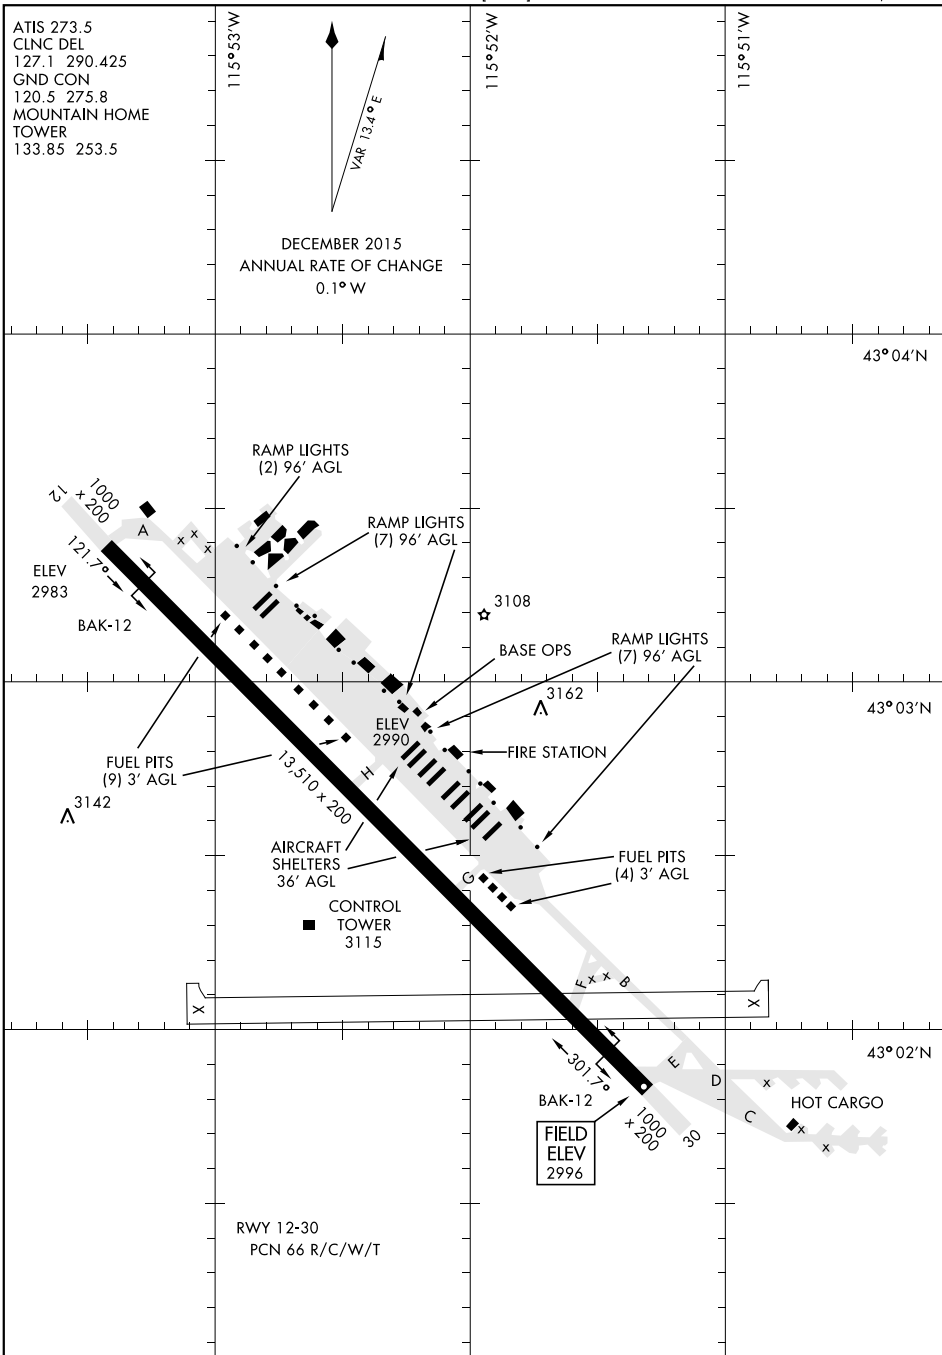 ATIS 273.5
CLNC DEL
127.1 290.425
GND CON
120.5 275.8
MOUNTAIN HOME
TOWER
133.85 253.5
115°53'W
115°52'W
115°51'W
VAR 13.4° E
DECEMBER 2015
ANNUAL RATE OF CHANGE
0.1° W
43°04'N
RAMP LIGHTS
(2) 96' AGL
RAMP LIGHTS
(7) 96' AGL
12
1000
x 200
A
x
x
x
121.7°
ELEV
2983
BAK-12
3108
BASE OPS
RAMP LIGHTS
(7) 96' AGL
3162
43°03'N
ELEV
2990
FIRE STATION
FUEL PITS
(9) 3' AGL
13,510 x 200
H
3142
AIRCRAFT
SHELTERS
36' AGL
G
FUEL PITS
(4) 3' AGL
CONTROL
TOWER
3115
F
x
x
B
X
X
43°02'N
301.7°
E
D
x
BAK-12
C
HOT CARGO
x
x
1000
x 200
30
FIELD
ELEV
2996
RWY 12-30
PCN 66 R/C/W/T